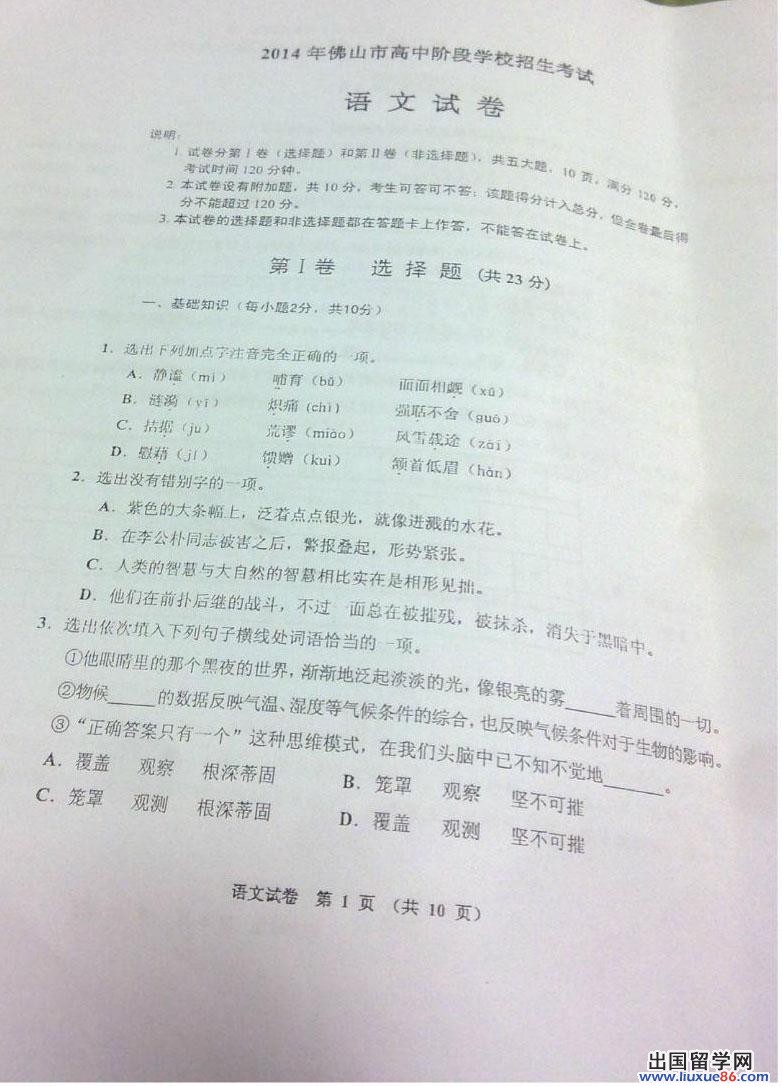 2014 年佛山市高中阶段学校招生考试
语 文 试 卷
说明:
1. 试卷分第Ⅰ卷（选择题）和第Ⅱ卷（非选择题），共五大题，10 页，满分 120 分，
考试时间 120 分钟。
2. 本试卷设有附加题，共 10 分，考生可答可不答；该题得分计入总分，但全卷最后得
分不能超过 120 分。
3. 本试卷的选择题和非选择题都在答题卡上作答，不能答在试卷上。
第Ⅰ卷 选 择 题（共 23 分）
一、基础知识（每小题2分，共10分）
1. 选出下列加点字注音完全正确的一项。
A. 静谧（mì） 哺育（bǔ） 面面相觑（xū）
B. 涟漪（yī） 炽痛（chì） 强聒不舍（guó）
C. 拮据（jū） 荒谬（miào） 风雪载途（zài）
D. 慰藉（jí） 馈赠（kuì） 颔首低眉（hàn）
2. 选出没有错别字的一项。
A. 紫色的大条幅上，泛着点点银光，就像迸溅的水花。
B. 在李公朴同志被害之后，警报叠起，形势紧张。
C. 人类的智慧与大自然的智慧相比实在是相形见拙。
D. 他们在前扑后继的战斗，不过一面总在被摧残，被抹杀，消失于黑暗中。
3. 选出依次填入下列句子横线处词语恰当的一项。
①他眼睛里的那个黑夜的世界，渐渐地泛起淡淡的光，像银亮的雾______着周围的一切。
②物候______的数据反映气温、湿度等气候条件的综合，也反映气候条件对于生物的影响。
③“正确答案只有一个”这种思维模式，在我们头脑中已不知不觉地______。
A. 覆盖 观察 根深蒂固 B. 笼罩 观察 坚不可摧
C. 笼罩 观测 根深蒂固 D. 覆盖 观测 坚不可摧
语文试卷 第 1 页 （共 10 页）
出国留学网
www.liuxue86.com